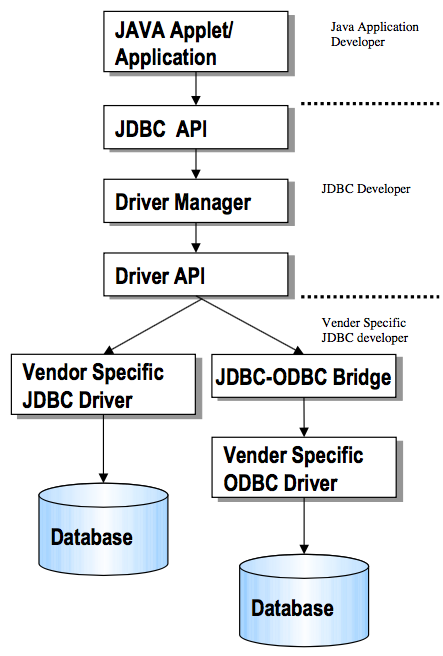 JAVA Applet/
Application
Java Application
Developer
JDBC API
Driver Manager
JDBC Developer
Driver API
Vender Specific
JDBC developer
Vendor Specific
JDBC Driver
JDBC-ODBC Bridge
Vender Specific
ODBC Driver
Database
Database